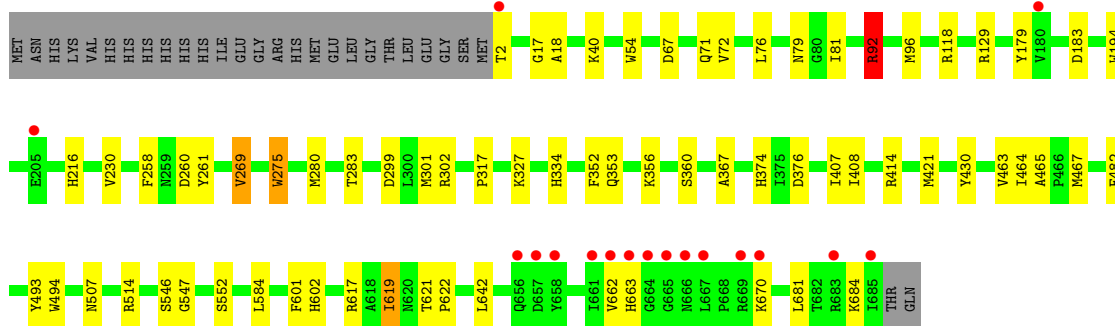 MET ASN HIS LYS VAL HIS HIS HIS HIS HIS HIS ILE GLU GLY ARG HIS MET GLU LEU GLY THR LEU GLU GLY SER MET T2 G17 A18 K40 W54 D67 Q71 V72 L76 N79 G80 I81 R92 M96 R118 R129 Y179 V180 D183 W184
E205 H216 V230 F258 N259 D260 Y261 V269 W275 M280 T283 D299 L300 M301 R302 P317 K327 H334 F352 Q353 K356 S360 A367 H374 I375 D376 I407 I408 R414 M421 Y430 V463 I464 A465 P466 M467
Y493 W494 N507 R514 S546 G547 S552 L584 F601 H602 R617 A618 I619 N620 T621 P622 L642 Q656 D657 Y658 I661 V662 H663 G664 G665 N666 L667 P668 R669 K670 L681 T682 R683 K684 I685 THR GLN